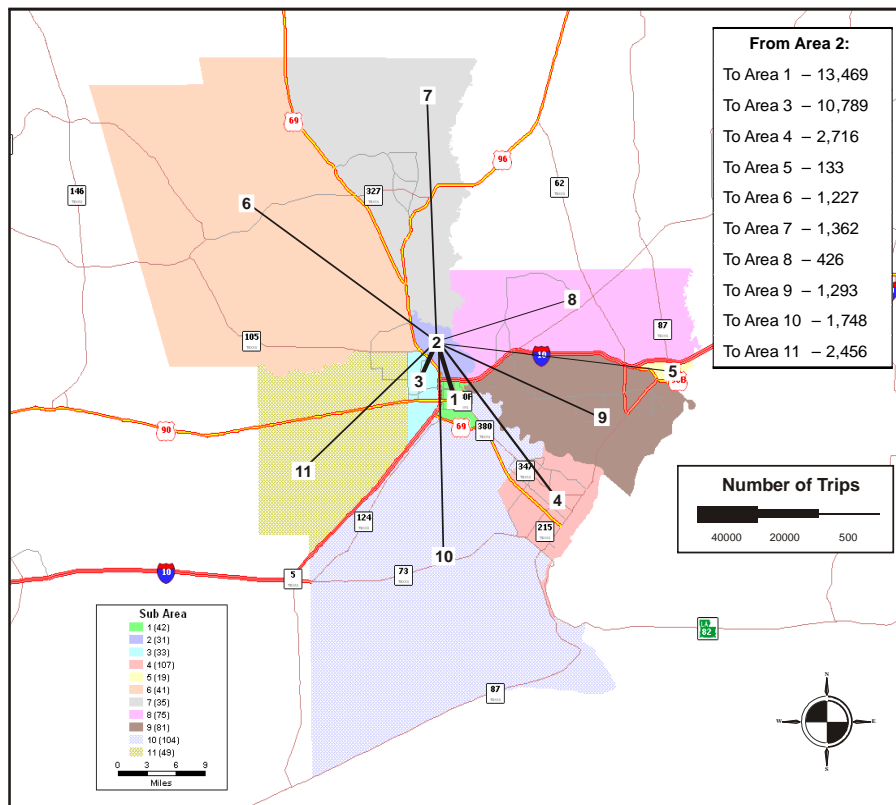 From Area 2:
To Area 1 – 13,469
To Area 3 – 10,789
To Area 4 – 2,716
To Area 5 – 133
To Area 6 – 1,227
To Area 7 – 1,362
To Area 8 – 426
To Area 9 – 1,293
To Area 10 – 1,748
To Area 11 – 2,456
7
69
96
146
327
62
6
8
87
105
10
2
5
3
1
90
69
380
9
11
347
4
124
215
10
10
5
73
87
LA
82
Number of Trips
40000 20000 500
Sub Area
1 (42)
2 (31)
3 (33)
4 (107)
5 (19)
6 (41)
7 (35)
8 (75)
9 (81)
10 (104)
11 (49)
0 3 6 9
Miles
N
W E
S